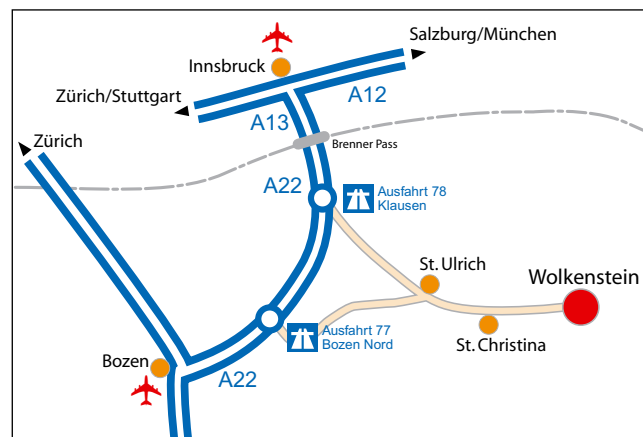 Salzburg/München
Innsbruck
Zürich/Stuttgart
A12
A13
Zürich
Brenner Pass
A22
Ausfahrt 78
Klausen
St. Ulrich
Wolkenstein
Ausfahrt 77
Bozen Nord
St. Christina
Bozen
A22